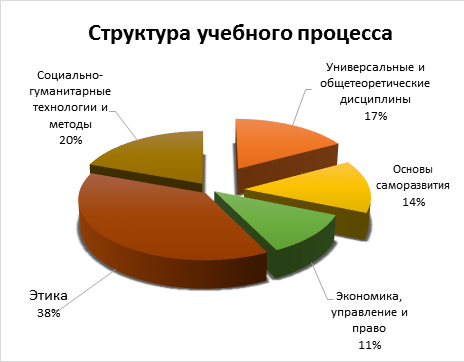 Структура учебного процесса
Социально-
гуманитарные
технологии и
методы
20%
Универсальные и
общетеоретические
дисциплины
17%
Основы
саморазвития
14%
Экономика,
управление и
право
11%
Этика
38%